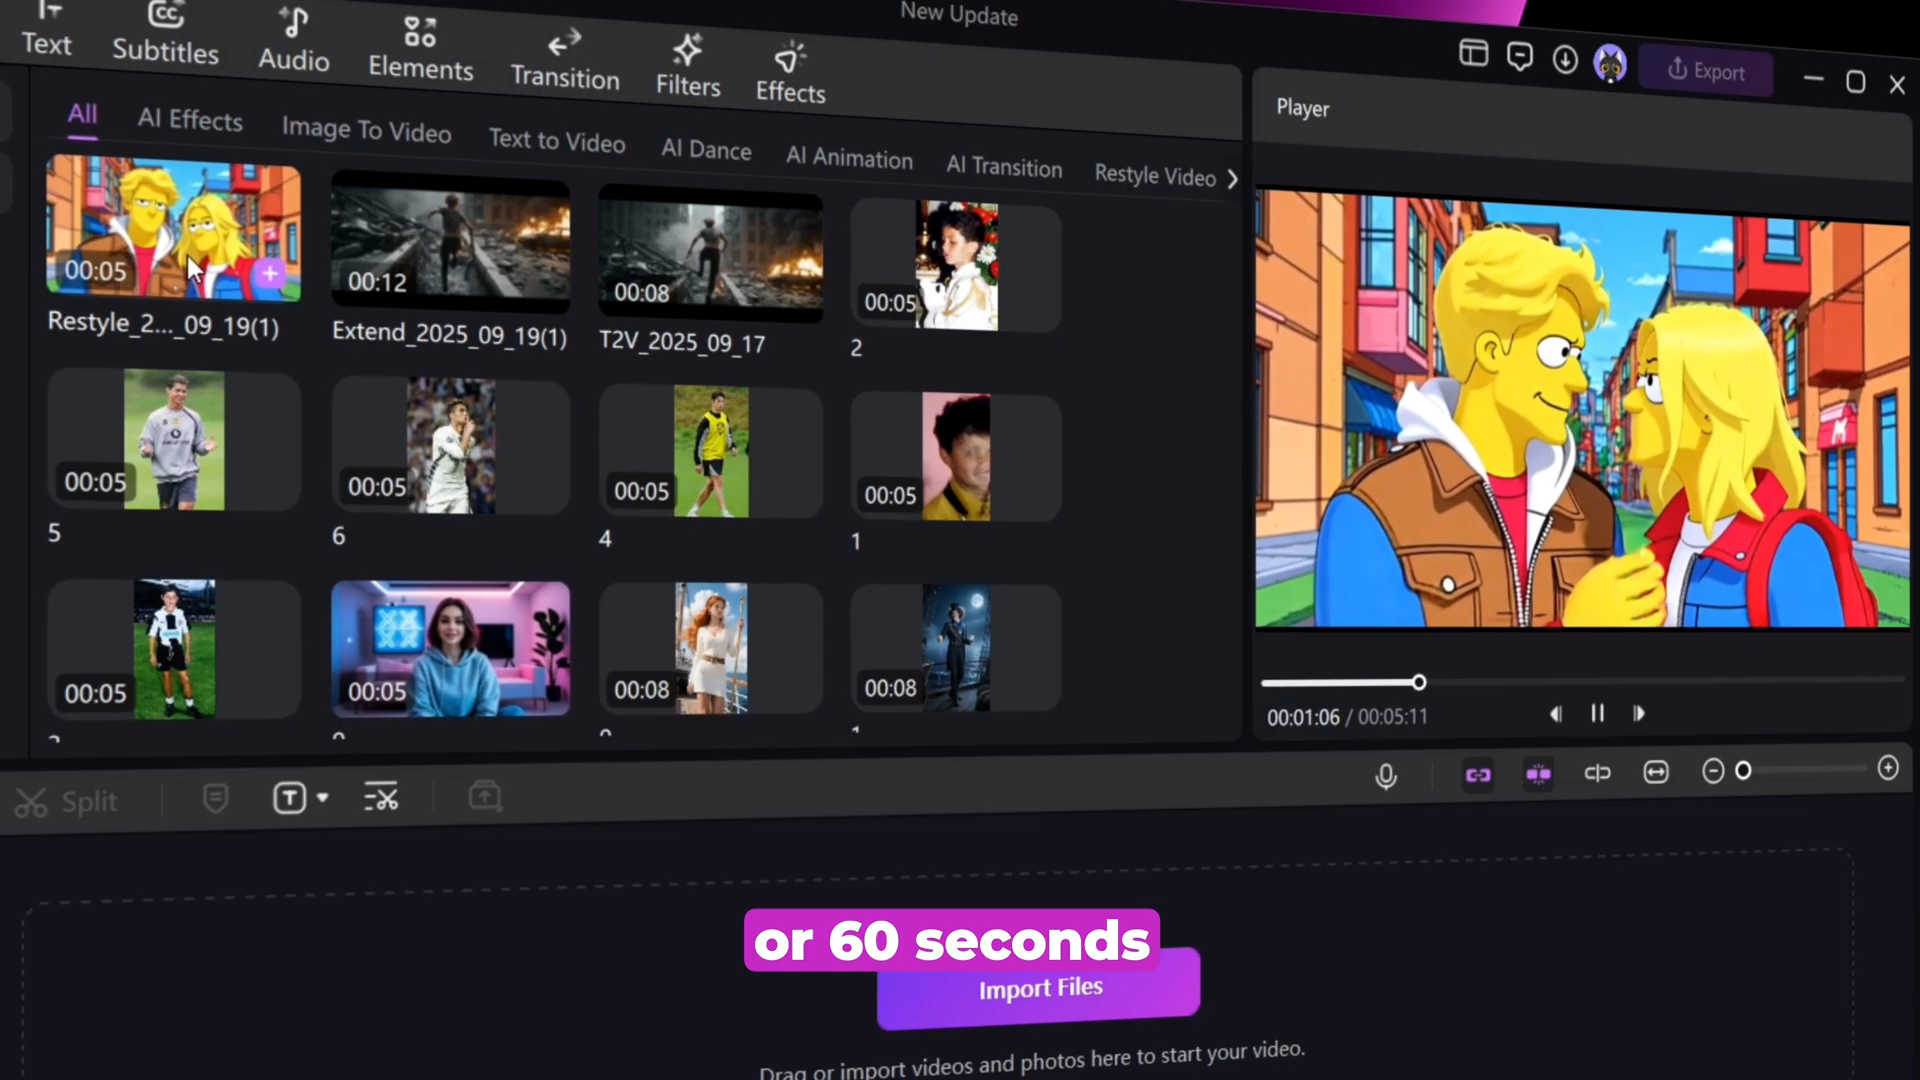 New Update
Text
Subtitles
Audio
Elements
Transition
Filters
Effects
Export
All
AI Effects
Image To Video
Text to Video
AI Dance
AI Animation
AI Transition
Restyle Video
Player
00:05
00:12
00:08
00:05
Restyle_2..._09_19(1)
Extend_2025_09_19(1)
T2V_2025_09_17
2
00:05
00:05
00:05
00:05
5
6
4
1
00:05
00:05
00:08
00:08
00:01:06 / 00:05:11
Split
or 60 seconds
Import Files
Drag or import videos and photos here to start your video.